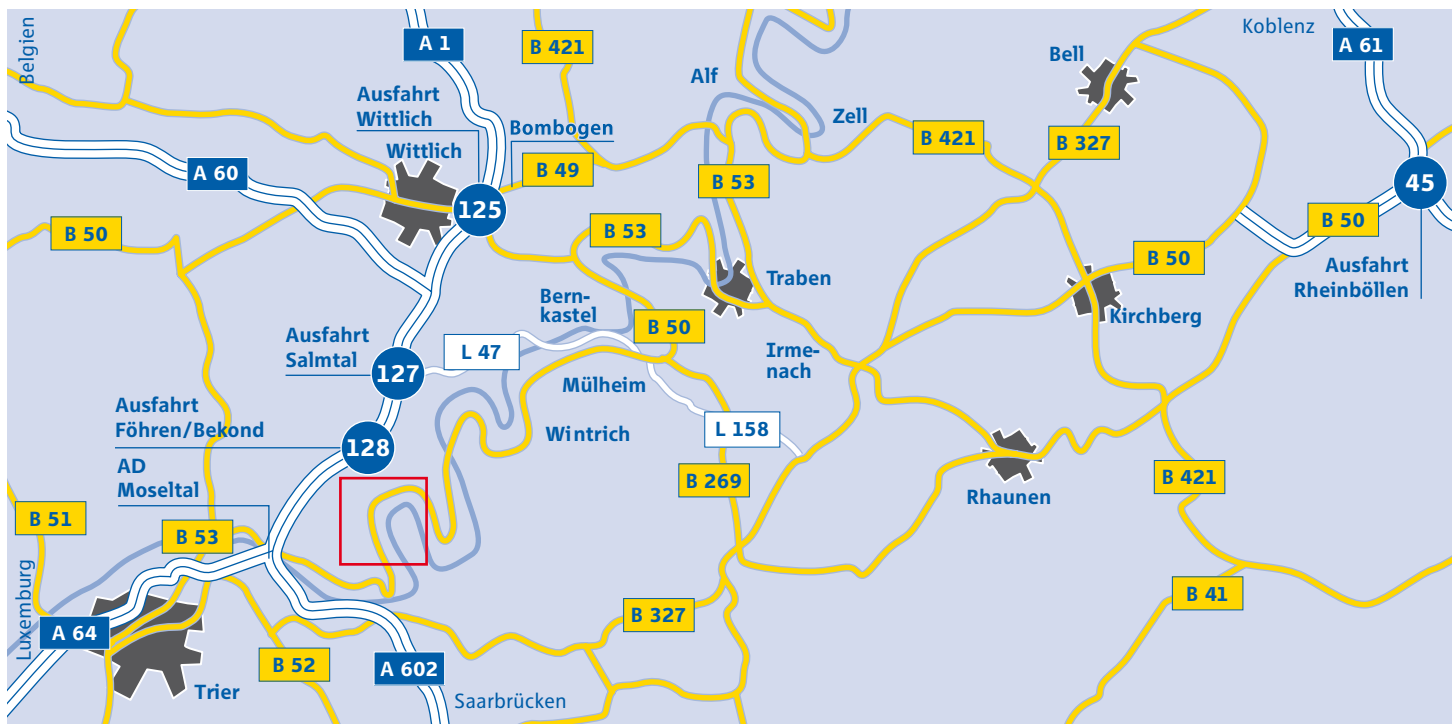 Belgien
A 1
B 421
Koblenz
A 61
Bell
Alf
Ausfahrt
Wittlich
Zell
Bombogen
Wittlich
B 421
B 327
B 49
A 60
B 53
45
125
B 50
B 53
B 50
B 50
Ausfahrt
Rheinböllen
Traben
Bern-
kastel
Kirchberg
B 50
Ausfahrt
Salmtal
L 47
Irme-
nach
127
Mülheim
Ausfahrt
Föhren/Bekond
L 158
Wintrich
128
AD
Moseltal
B 269
B 421
Rhaunen
B 51
B 53
B 41
Luxemburg
B 327
A 64
B 52
A 602
Trier
Saarbrücken